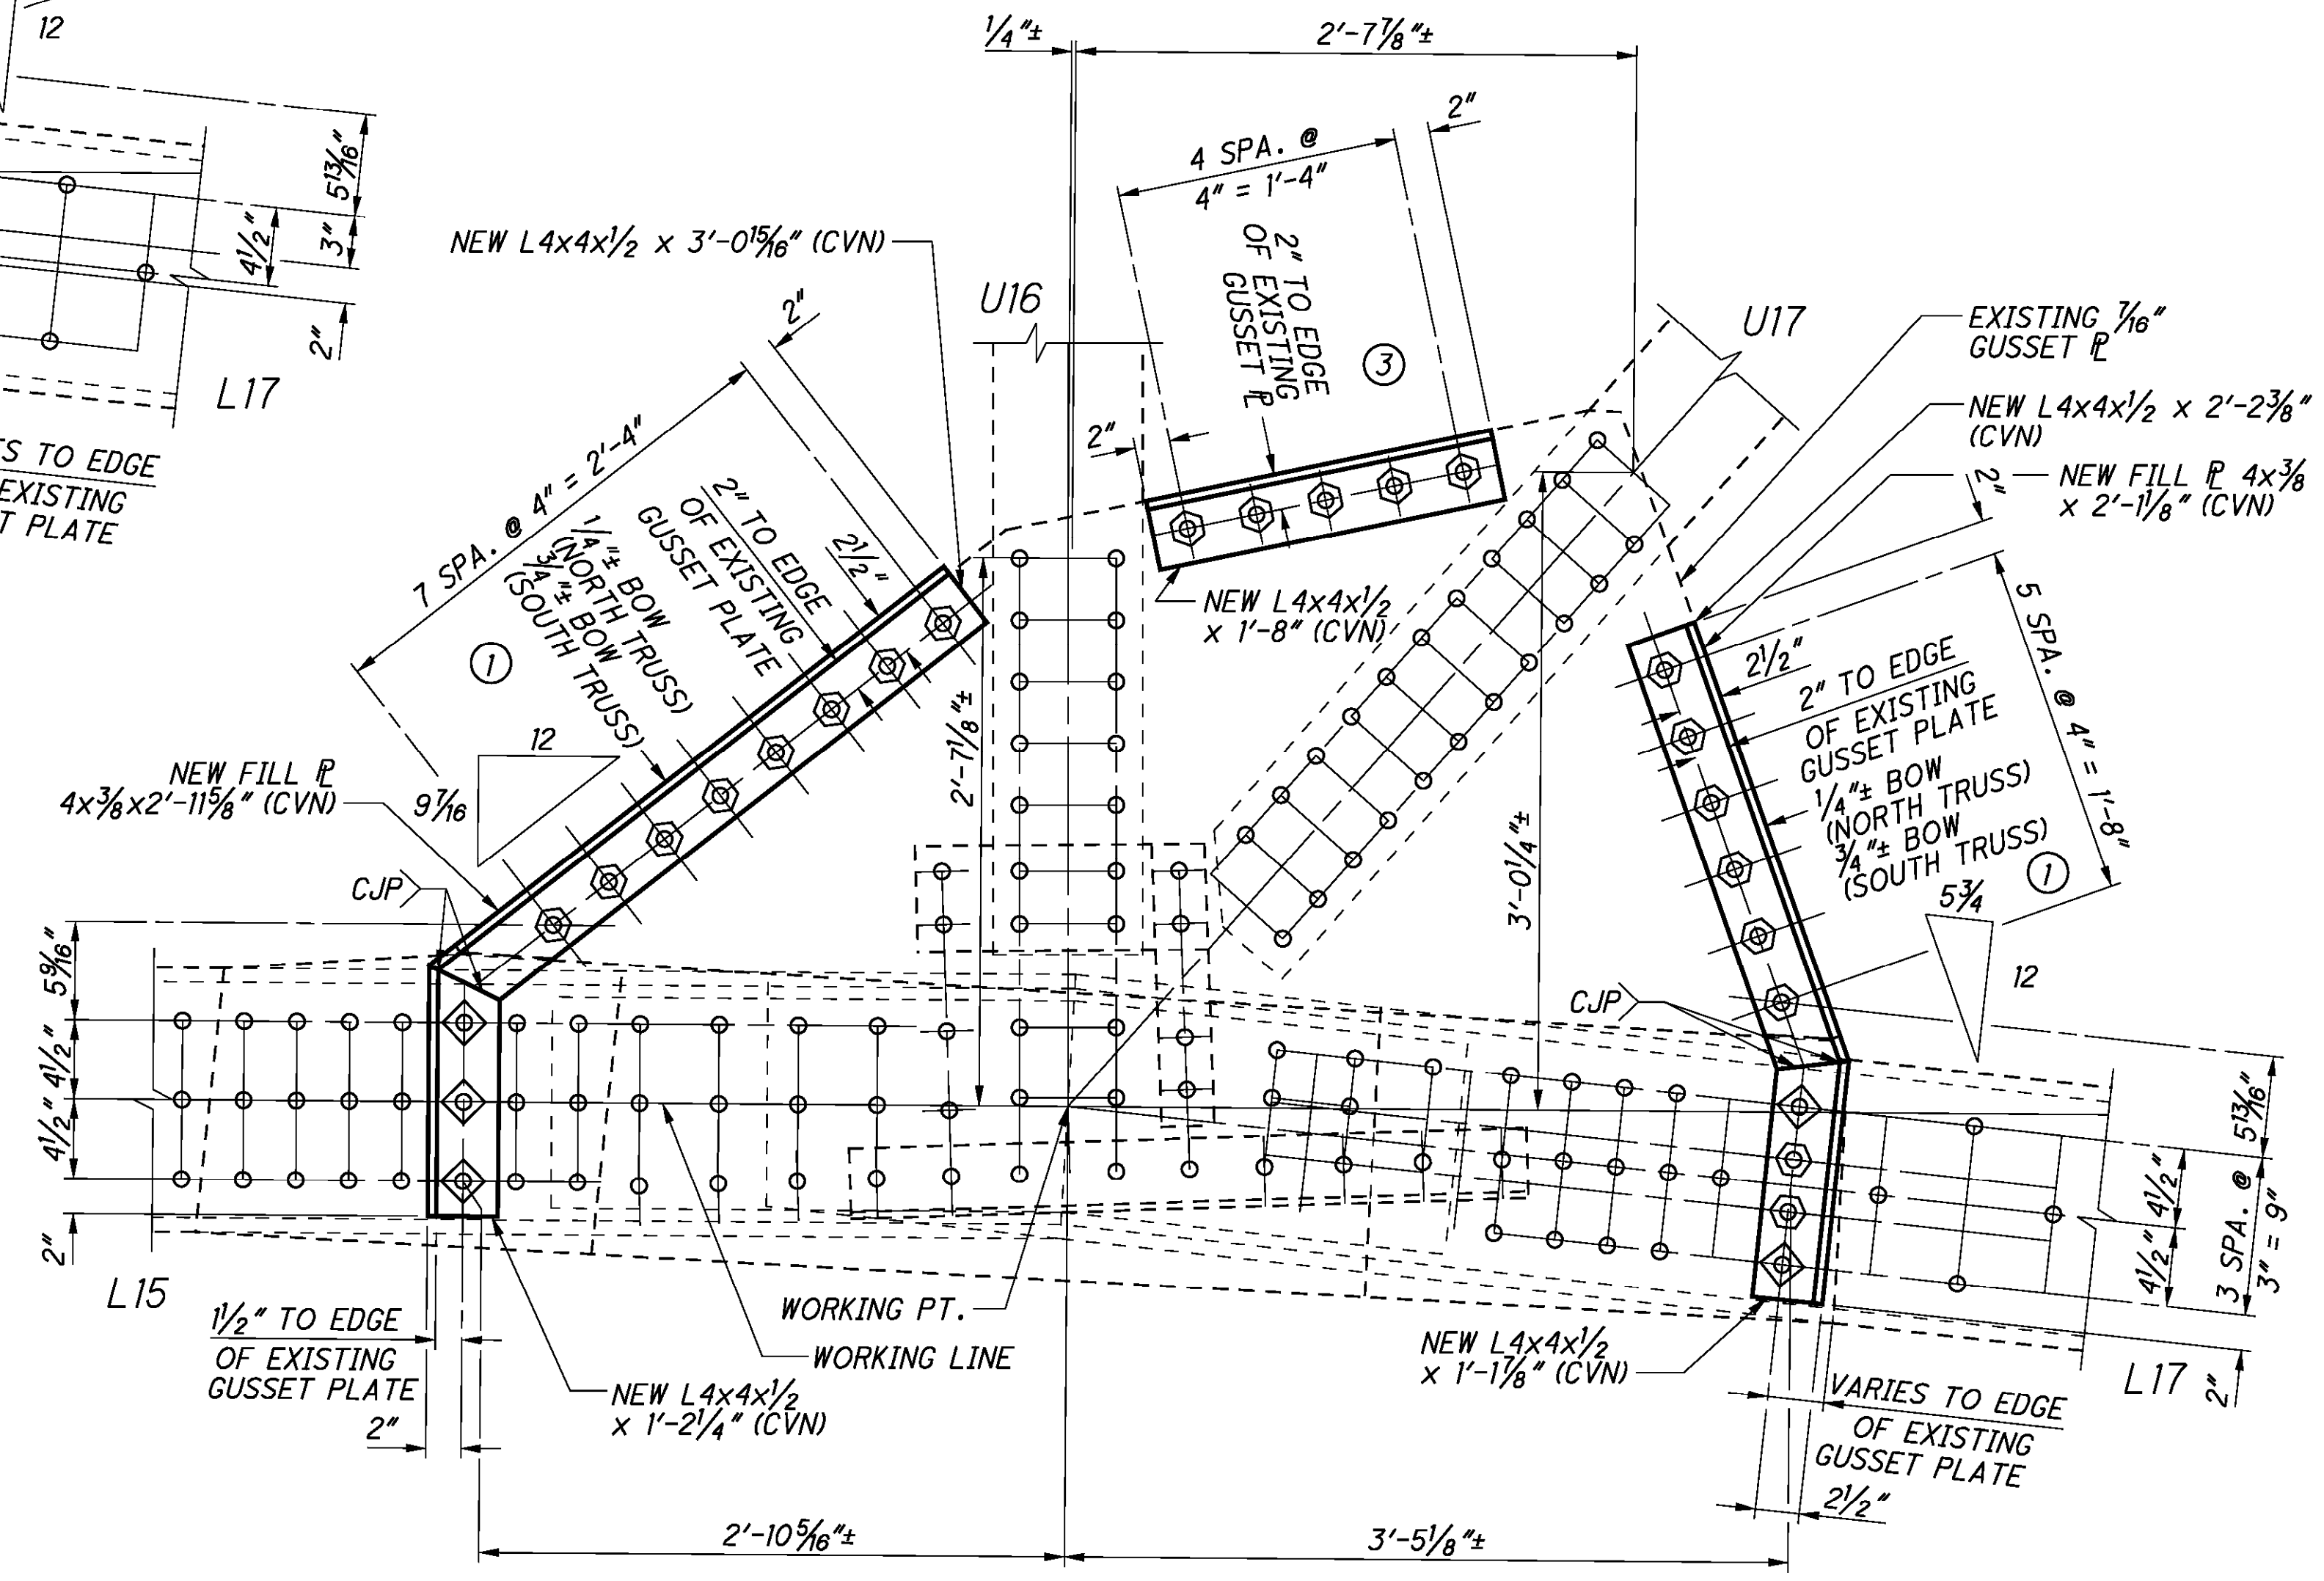 12
5 13/16"
4 1/2"
3"
2"
L17
S TO EDGE
EXISTING
ET PLATE
1/4"±
2'-7 7/8"±
2"
4 SPA. @
4" = 1'-4"
2" TO EDGE
OF EXISTING
GUSSET ℙL
3
2"
NEW L4x4x1/2 x 3'-0 15/16" (CVN)
U16
U17
EXISTING 7/16"
GUSSET ℙL
NEW L4x4x1/2 x 2'-2 3/8"
(CVN)
NEW FILL ℙL 4x3/8
x 2'-1 1/8" (CVN)
2"
2"
7 SPA. @ 4" = 2'-4"
2" TO EDGE
OF EXISTING
GUSSET PLATE
1/4"± BOW
(NORTH TRUSS)
3/4"± BOW
(SOUTH TRUSS)
2 1/2"
1
NEW L4x4x1/2
x 1'-8" (CVN)
5 SPA. @ 4" = 1'-8"
2 1/2"
2" TO EDGE
OF EXISTING
GUSSET PLATE
1/4"± BOW
(NORTH TRUSS)
3/4"± BOW
(SOUTH TRUSS)
1
12
9 7/16
NEW FILL ℙL
4x3/8x2'-11 5/8" (CVN)
CJP
2'-7 1/8"±
3'-0 1/4"±
5 3/4
12
CJP
5 9/16"
4 1/2"
4 1/2"
2"
L15
5 13/16"
4 1/2"
4 1/2"
3 SPA. @
3" = 9"
2"
L17
1 1/2" TO EDGE
OF EXISTING
GUSSET PLATE
2"
WORKING PT.
WORKING LINE
NEW L4x4x1/2
x 1'-2 1/4" (CVN)
NEW L4x4x1/2
x 1'-1 7/8" (CVN)
VARIES TO EDGE
OF EXISTING
GUSSET PLATE
2 1/2"
2'-10 5/16"±
3'-5 1/8"±